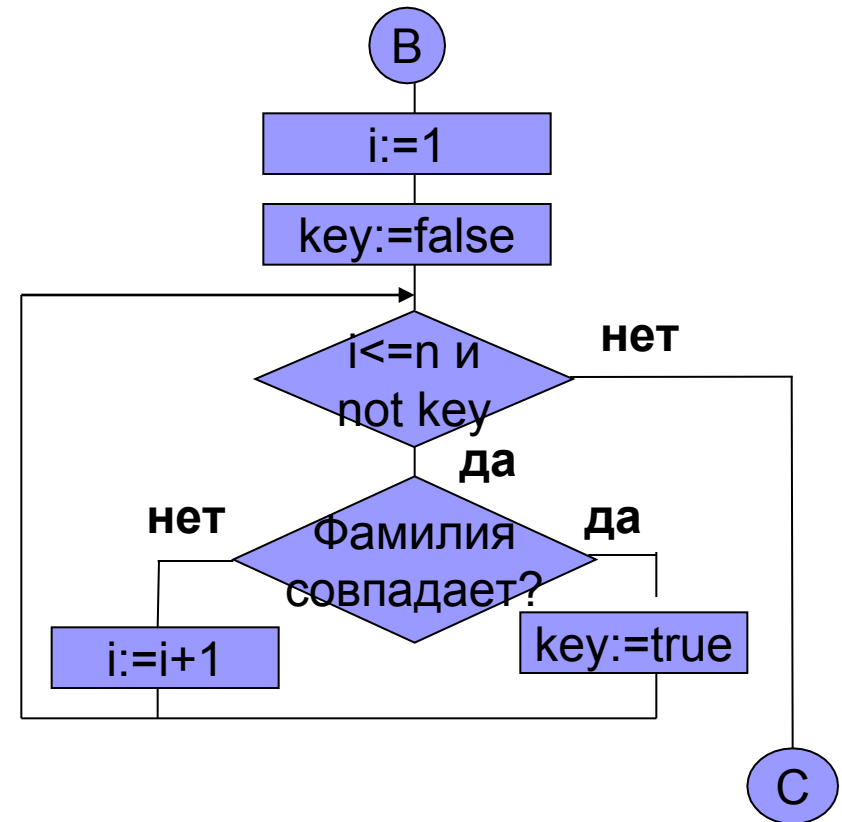 B
i:=1
key:=false
i<=n и
not key
нет
да
нет
Фамилия
совпадает?
да
i:=i+1
key:=true
C